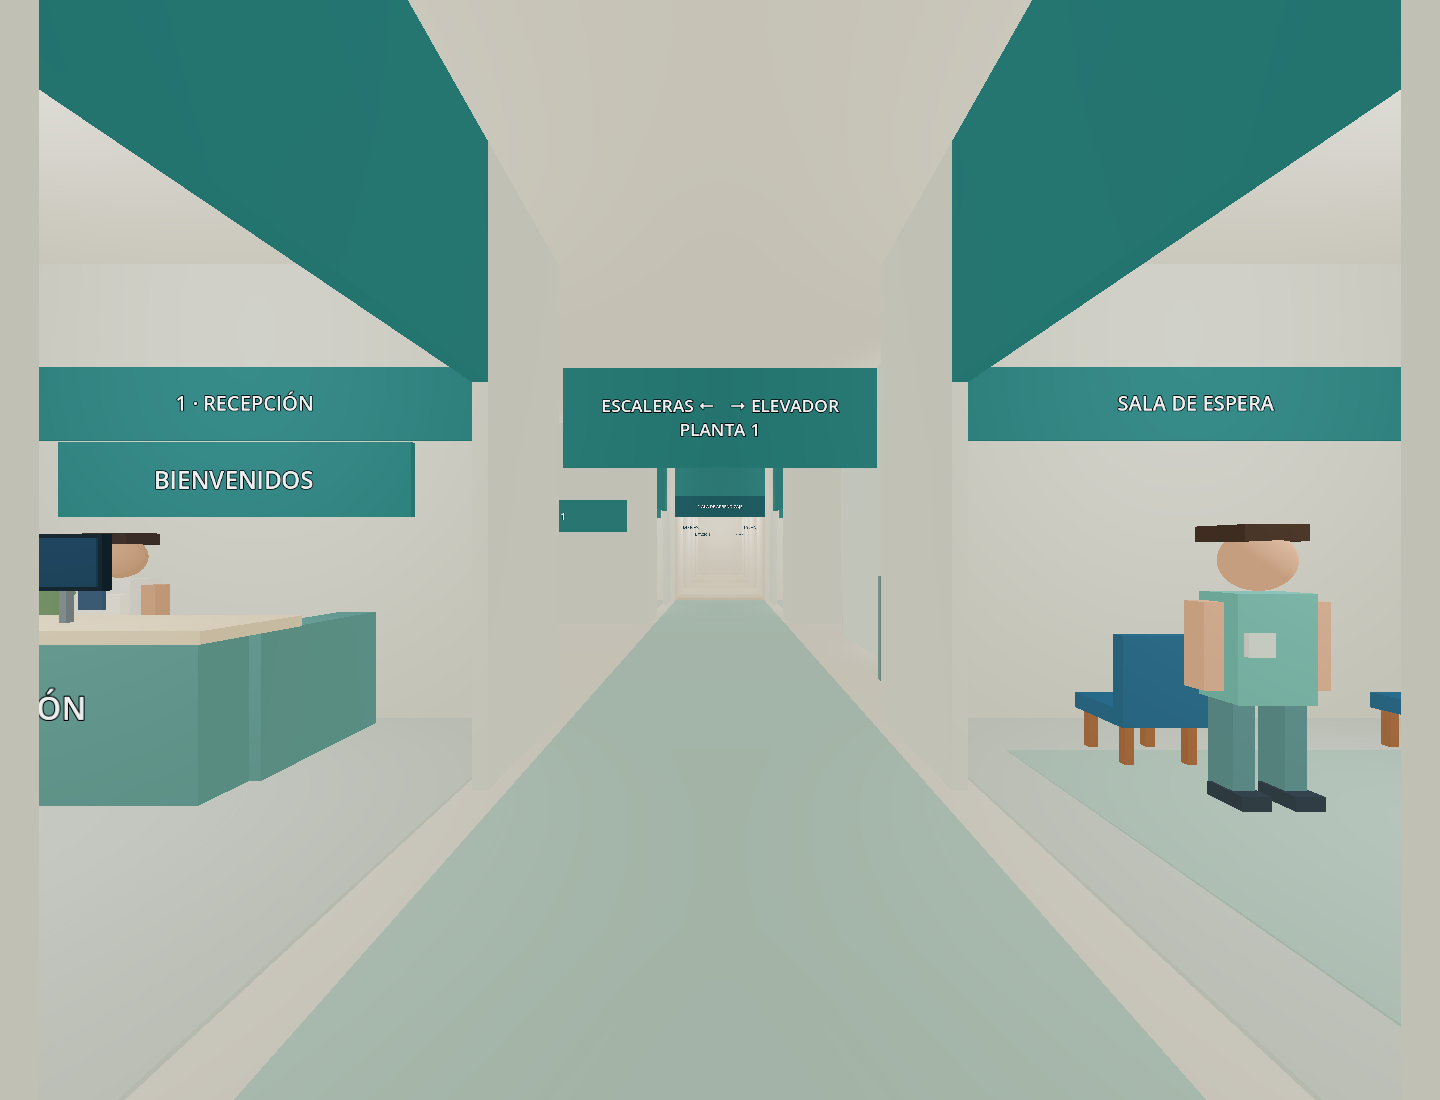 1 · RECEPCIÓN
BIENVENIDOS
ÓN
ESCALERAS ← → ELEVADOR
PLANTA 1
1
SALA DE ESPERA